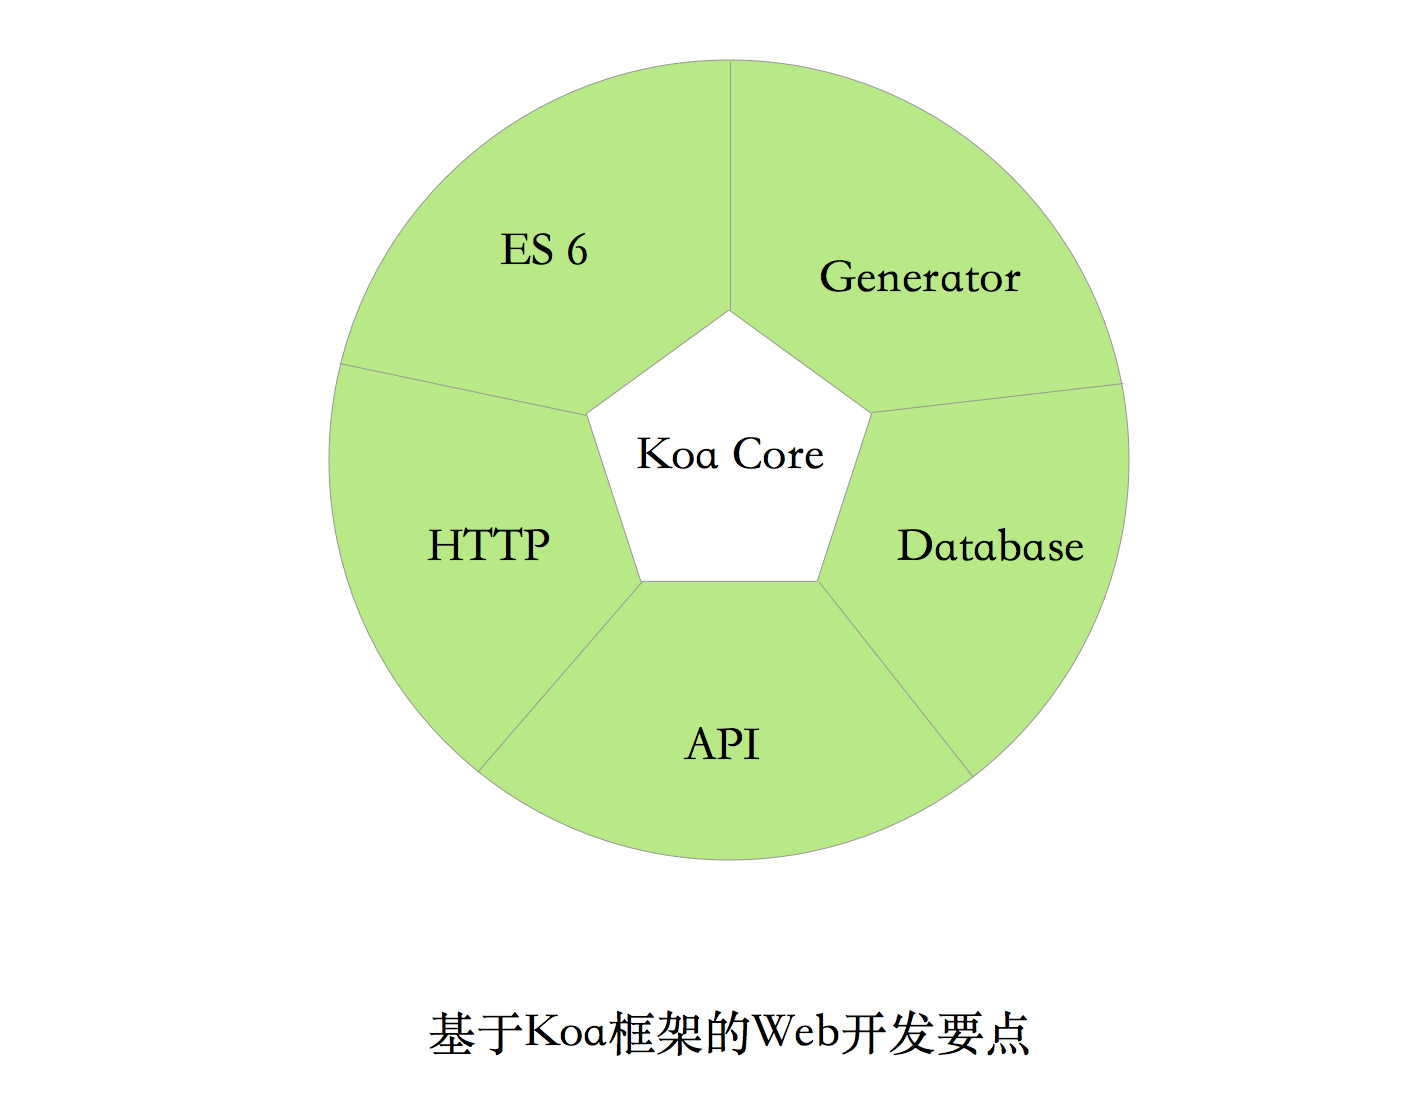 ES 6
Generator
Koa Core
HTTP
Database
API
基于Koa框架的Web开发要点